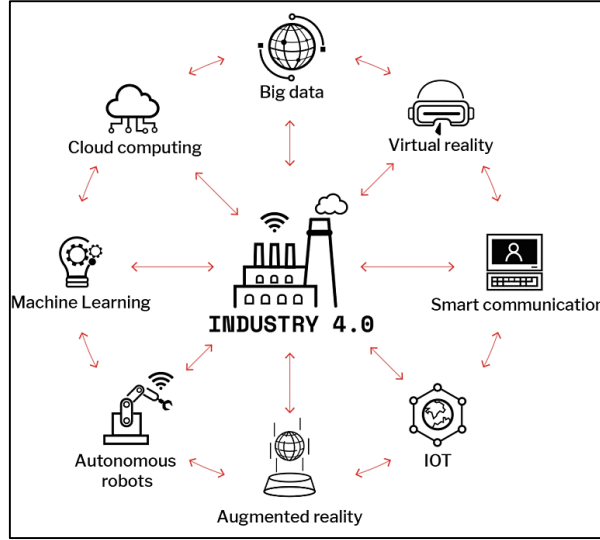 Big data
Cloud computing
Virtual reality
Machine Learning
Smart communication
INDUSTRY 4.0
Autonomous
robots
IOT
Augmented reality